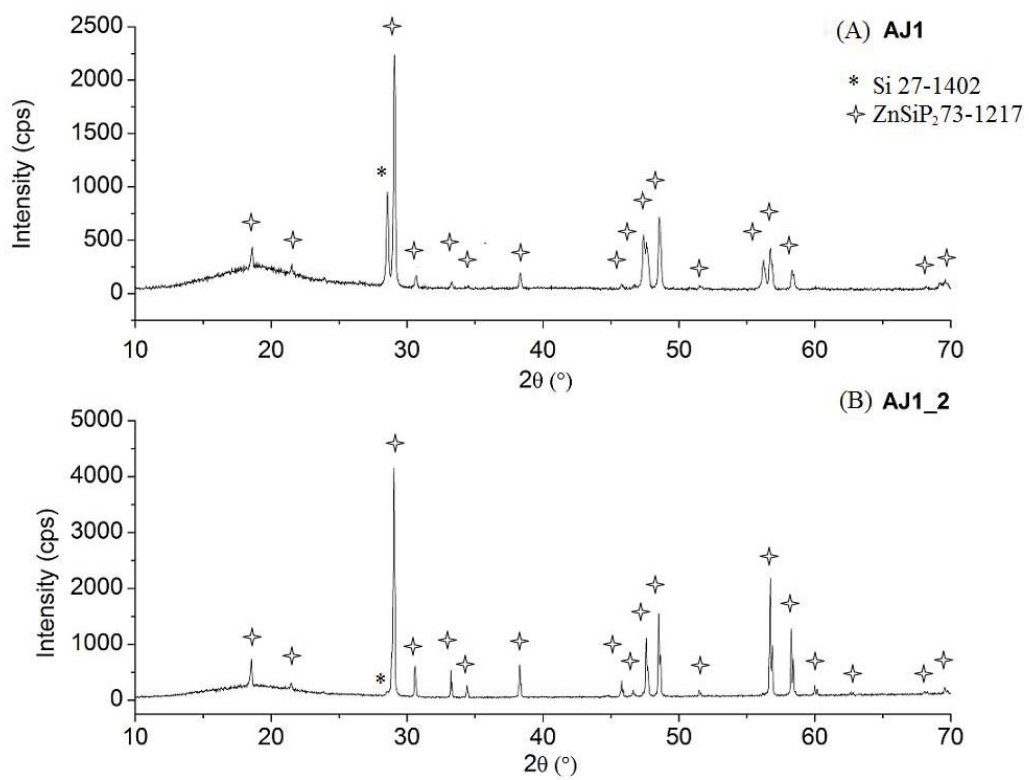 (A) AJ1
* Si 27-1402
✧ ZnSiP₂73-1217
Intensity (cps)
2500
2000
1500
1000
500
0
10 20 30 40 50 60 70
2θ (°)
(B) AJ1_2
Intensity (cps)
5000
4000
3000
2000
1000
0
10 20 30 40 50 60 70
2θ (°)